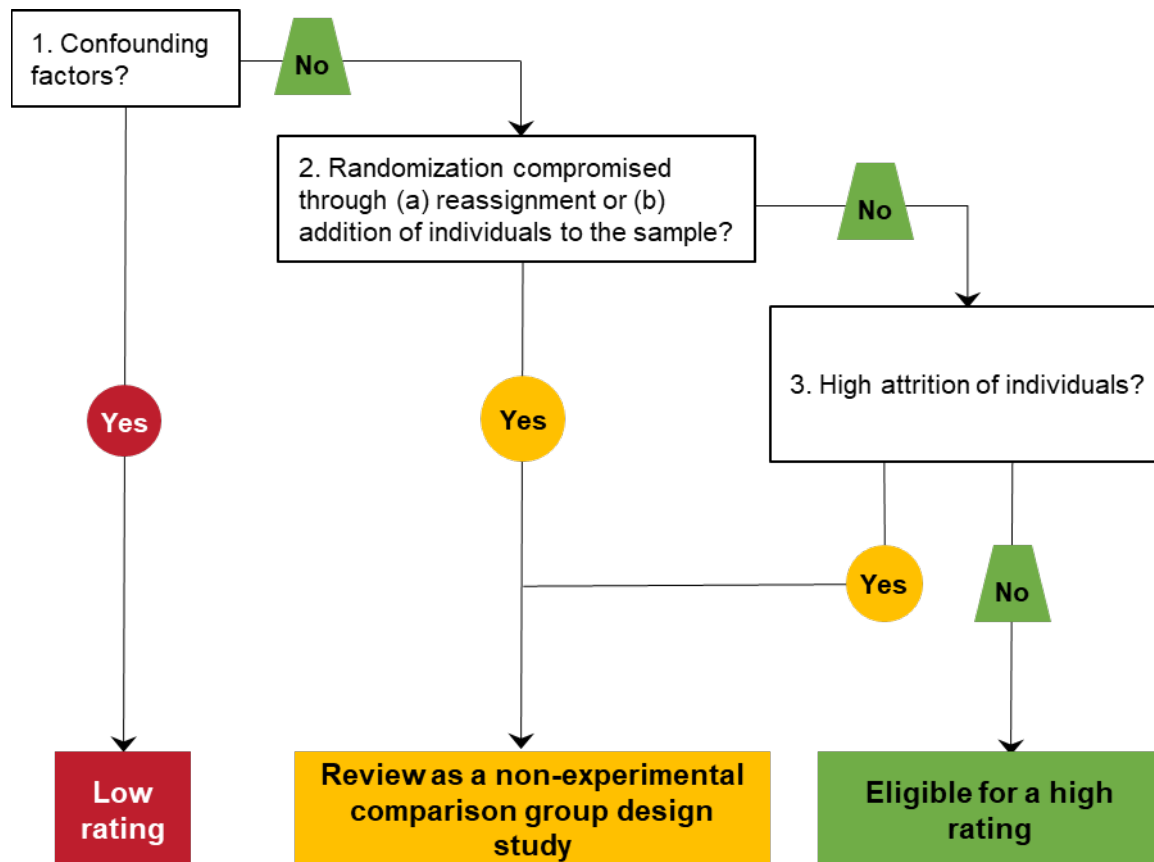 1. Confounding
factors?
No
2. Randomization compromised
through (a) reassignment or (b)
addition of individuals to the sample?
No
3. High attrition of individuals?
Yes
Yes
Yes
No
Low
rating
Review as a non-experimental
comparison group design
study
Eligible for a high
rating